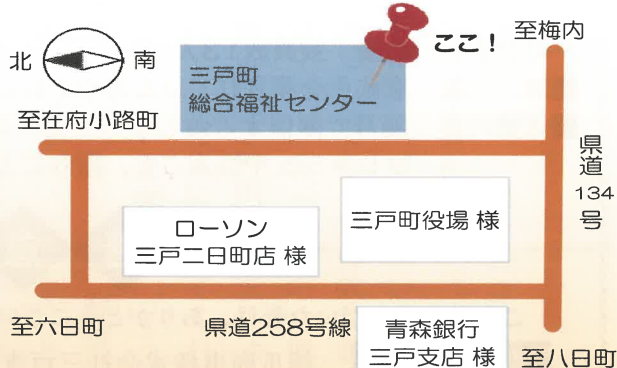 至梅内
ここ！
北
南
三戸町
総合福祉センター
至在府小路町
県道
134
号
三戸町役場 様
ローソン
三戸二日町店 様
至六日町
県道258号線
青森銀行
三戸支店 様
至八日町